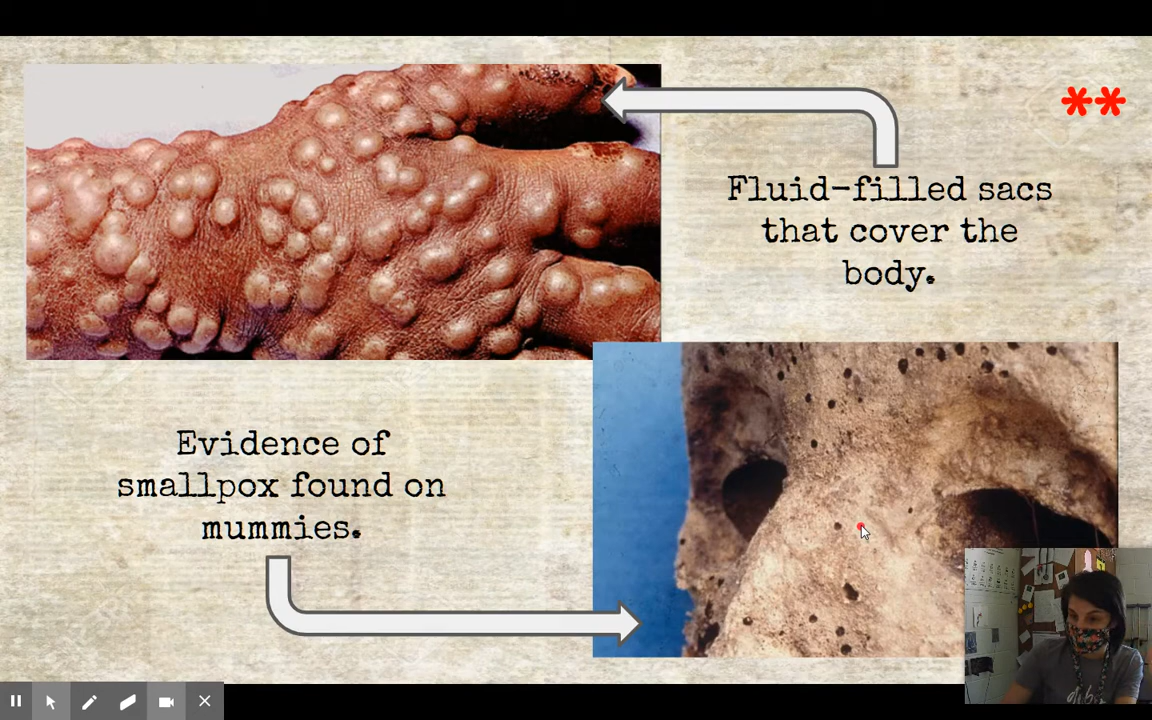 **
Fluid-filled sacs
that cover the
body.
Evidence of
smallpox found on
mummies.